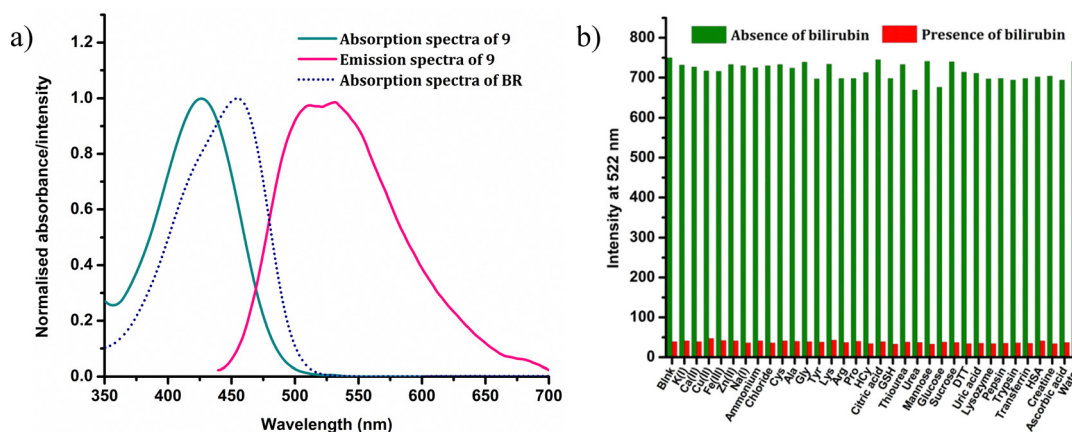 a)
Normalised absorbance/intensity
1.2
1.0
0.8
0.6
0.4
0.2
0.0
Absorption spectra of 9
Emission spectra of 9
Absorption spectra of BR
350
400
450
500
550
600
650
700
Wavelength (nm)
b)
Absence of bilirubin
Presence of bilirubin
Intensity at 522 nm
800
700
600
500
400
300
200
100
0
Blnk
K(I)
Ca(II)
Cu(II)
Fe(III)
Zn(II)
Na(I)
Ammonium
Chloride
Cys
Ala
Gly
Tyr
Lys
Arg
Pro
HCy
Citric acid
GSH
Thiourea
Urea
Mannose
Glucose
Sucrose
DTT
Uric acid
Lysozyme
Pepsin
Trypsin
Transferrin
HSA
Creatine
Ascorbic acid
Wate